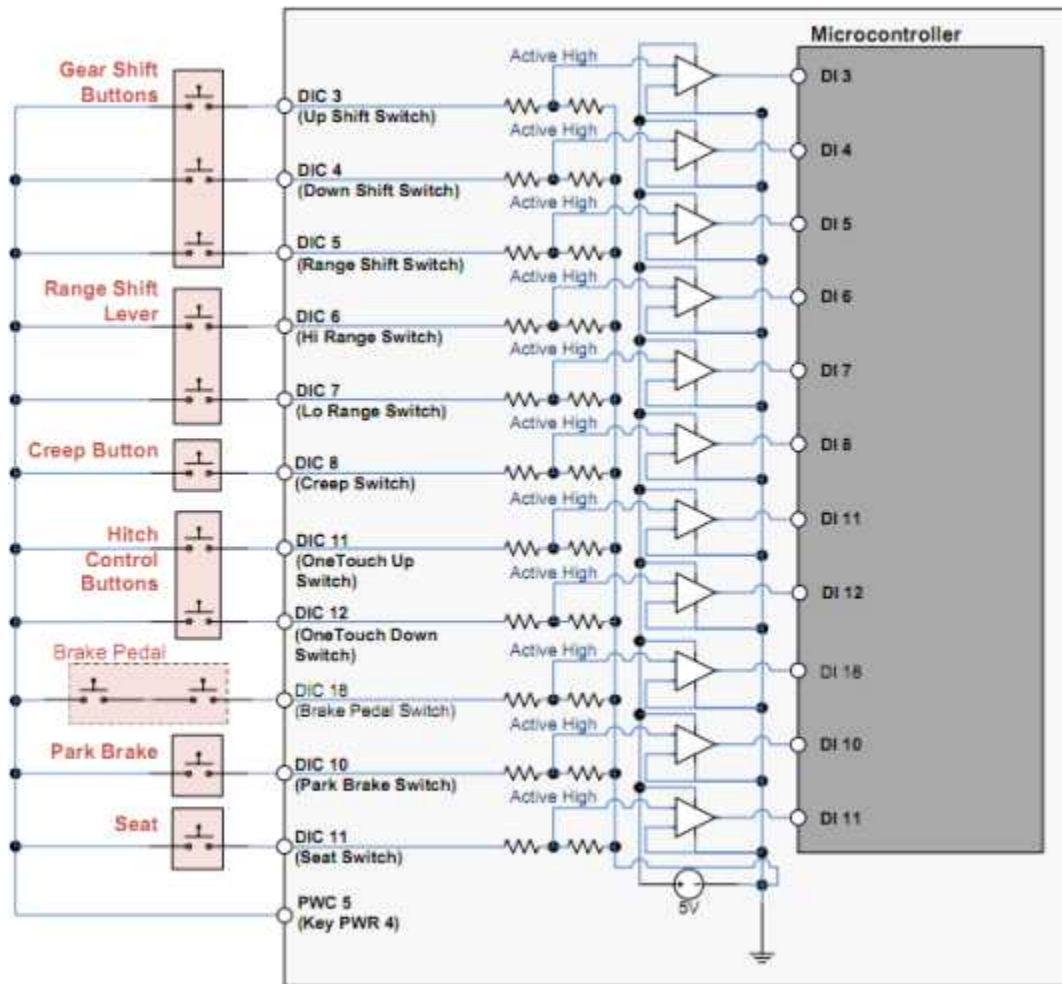 Microcontroller
Gear Shift
Buttons
Active High
DIC 3
(Up Shift Switch)
DI 3
Active High
DIC 4
(Down Shift Switch)
DI 4
Active High
DIC 5
(Range Shift Switch)
DI 5
Range Shift
Lever
Active High
DIC 6
(Hi Range Switch)
DI 6
Active High
DIC 7
(Lo Range Switch)
DI 7
Creep Button
Active High
DIC 8
(Creep Switch)
DI 8
Hitch
Control
Buttons
Active High
DIC 11
(OneTouch Up
Switch)
DI 11
Active High
DIC 12
(OneTouch Down
Switch)
DI 12
Brake Pedal
Active High
DIC 18
(Brake Pedal Switch)
DI 18
Park Brake
Active High
DIC 10
(Park Brake Switch)
DI 10
Seat
Active High
DIC 11
(Seat Switch)
DI 11
PWC 5
(Key PWR 4)
5V